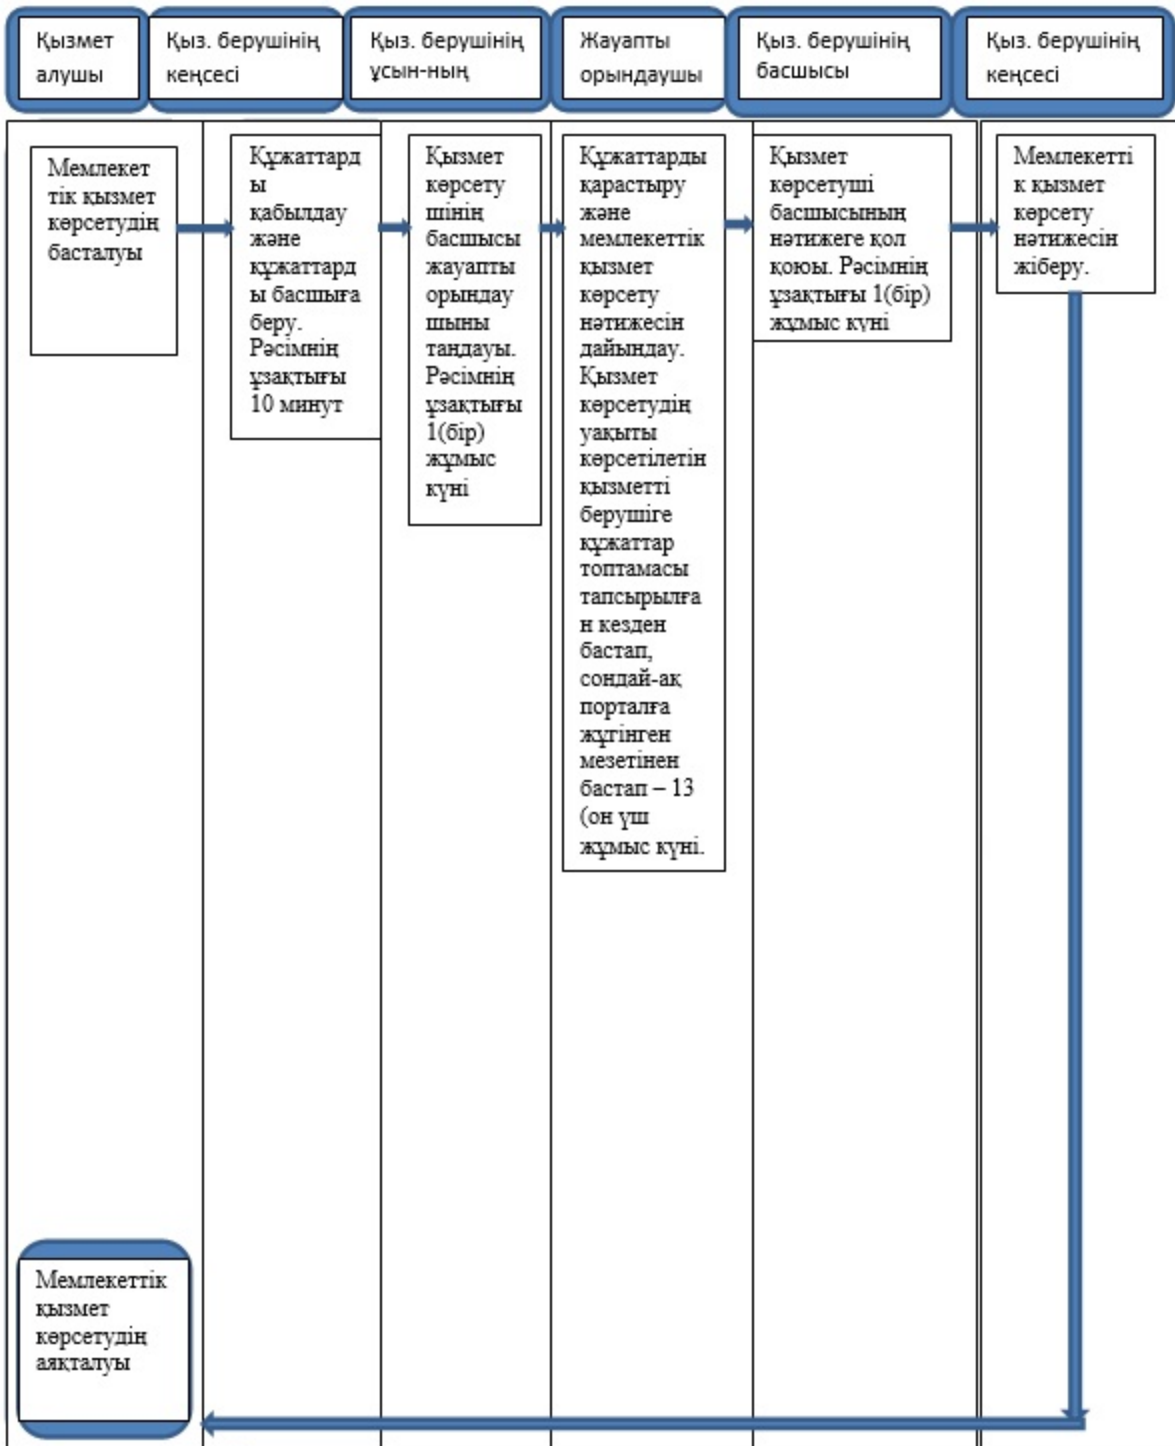 Қызмет
алушы
Қыз. берушінің
кеңсесі
Қыз. берушінің
ұсын-ның
Жауапты
орындаушы
Қыз. берушінің
басшысы
Қыз. берушінің
кеңсесі
Мемлекет
тік қызмет
көрсетудің
басталуы
Құжаттард
ы
қабылдау
және
құжаттард
ы басшыға
беру.
Рәсімнің
ұзақтығы
10 минут
Қызмет
көрсету
шінің
басшысы
жауапты
орындау
шыны
таңдауы.
Рәсімнің
ұзақтығы
1(бір)
жұмыс
күні
Құжаттарды
қарастыру
және
мемлекеттік
қызмет
көрсету
нәтижесін
дайындау.
Қызмет
көрсетудің
уақыты
көрсетілетін
қызметті
берушіге
құжаттар
топтамасы
тапсырылға
н кезден
бастап,
сондай-ақ
порталға
жүгінген
мезетінен
бастап – 13
(он үш
жұмыс күні.
Қызмет
көрсетуші
басшысының
нәтижеге қол
қоюы. Рәсімнің
ұзақтығы 1(бір)
жұмыс күні
Мемлекетті
к қызмет
көрсету
нәтижесін
жіберу.
Мемлекеттік
қызмет
көрсетудің
аяқталуы